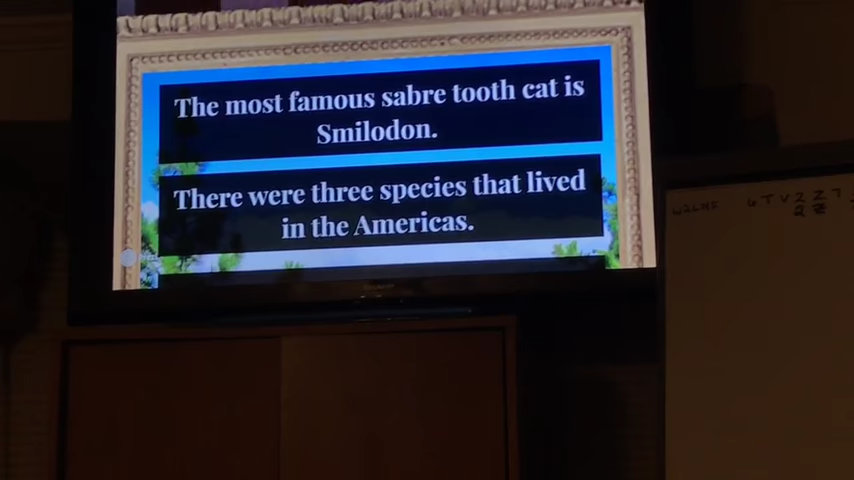 The most famous sabre tooth cat is
Smilodon.
There were three species that lived
in the Americas.